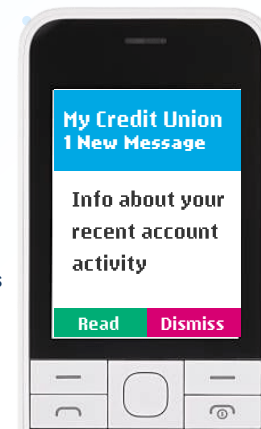 My Credit Union
1 New Message
Info about your
recent account
activity
Read Dismiss